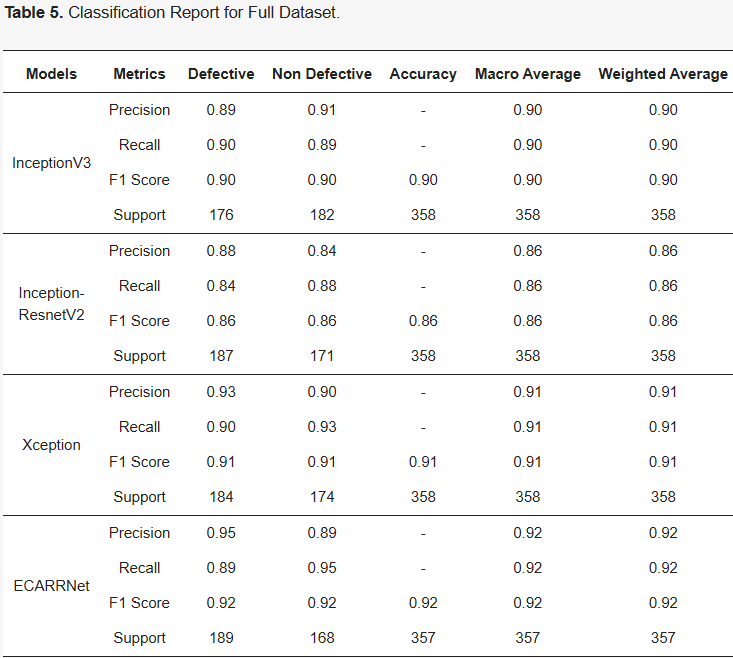 Table 5. Classification Report for Full Dataset.
Models Metrics Defective Non Defective Accuracy Macro Average Weighted Average
InceptionV3
Precision 0.89 0.91 - 0.90 0.90
Recall 0.90 0.89 - 0.90 0.90
F1 Score 0.90 0.90 0.90 0.90 0.90
Support 176 182 358 358 358
Inception-
ResnetV2
Precision 0.88 0.84 - 0.86 0.86
Recall 0.84 0.88 - 0.86 0.86
F1 Score 0.86 0.86 0.86 0.86 0.86
Support 187 171 358 358 358
Xception
Precision 0.93 0.90 - 0.91 0.91
Recall 0.90 0.93 - 0.91 0.91
F1 Score 0.91 0.91 0.91 0.91 0.91
Support 184 174 358 358 358
ECARRNet
Precision 0.95 0.89 - 0.92 0.92
Recall 0.89 0.95 - 0.92 0.92
F1 Score 0.92 0.92 0.92 0.92 0.92
Support 189 168 357 357 357